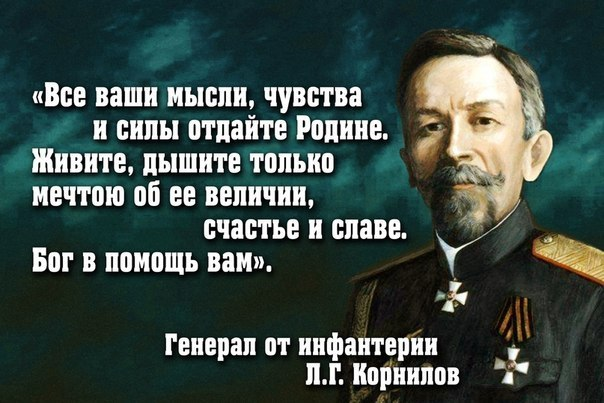 «Все ваши мысли, чувства
и силы отдайте Родине.
Живите, дышите только
мечтою об ее величии,
счастье и славе.
Бог в помощь вам».
Генерал от инфантерии
Л.Г. Корнилов